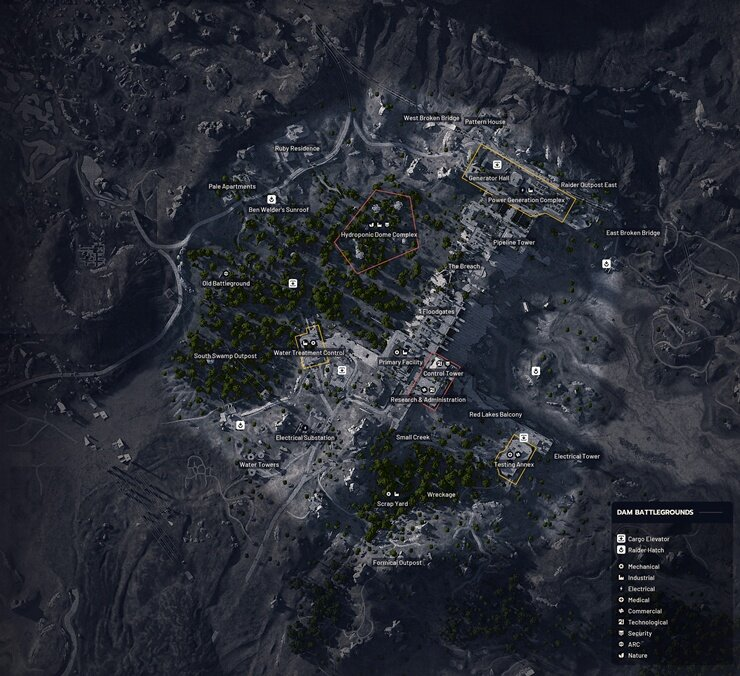 West Broken Bridge
Pattern House
Ruby Residence
Generator Hall
Raider Outpost East
Pale Apartments
Power Generation Complex
Ben Welder's Sunroof
East Broken Bridge
Hydroponic Dome Complex
Pipeline Tower
The Breach
Old Battleground
Floodgates
Water Treatment Control
South Swamp Outpost
Primary Facility
Control Tower
Research & Administration
Red Lakes Balcony
Electrical Substation
Small Creek
Electrical Tower
Water Towers
Testing Annex
Wreckage
Scrap Yard
Formical Outpost
DAM BATTLEGROUNDS
Cargo Elevator
Raider Hatch
Mechanical
Industrial
Electrical
Medical
Commercial
Technological
Security
ARC
Nature